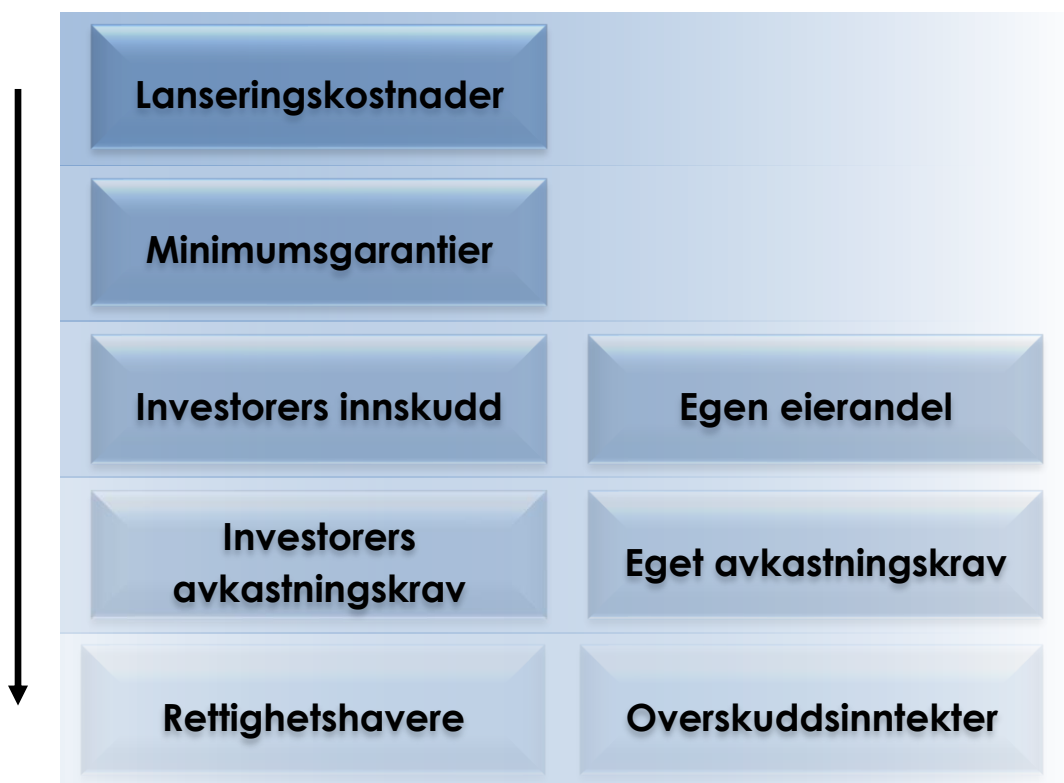 Lanseringskostnader
Minimumsgarantier
Investorers innskudd
Egen eierandel
Investorers
avkastningskrav
Eget avkastningskrav
Rettighetshavere
Overskuddsinntekter